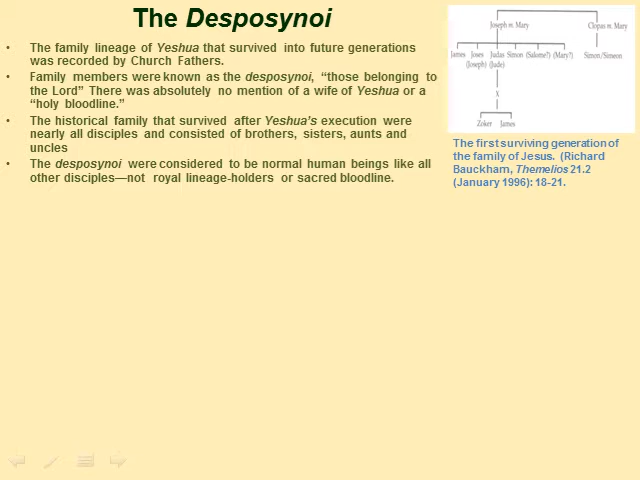 The Desposynoi
• The family lineage of Yeshua that survived into future generations
was recorded by Church Fathers.
• Family members were known as the desposynoi, “those belonging to
the Lord” There was absolutely no mention of a wife of Yeshua or a
“holy bloodline.”
• The historical family that survived after Yeshua’s execution were
nearly all disciples and consisted of brothers, sisters, aunts and
uncles
• The desposynoi were considered to be normal human beings like all
other disciples—not royal lineage-holders or sacred bloodline.
Joseph m. Mary Clopas m. Mary
James Joses Judas Simon (Salome?) (Mary?) Simon/Simeon
(Joseph) (Jude)
X
Zoker James
The first surviving generation of
the family of Jesus. (Richard
Bauckham, Themelios 21.2
(January 1996): 18-21.